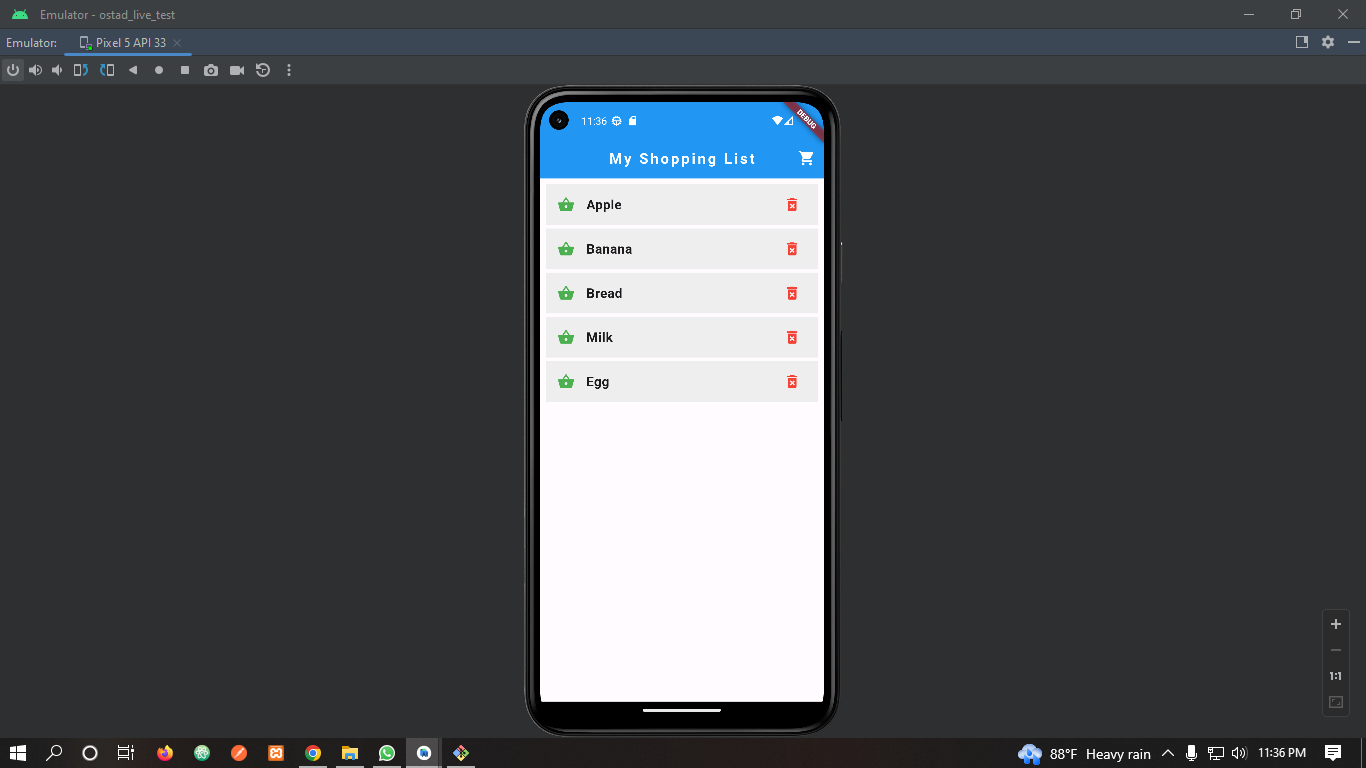 Emulator - ostad_live_test
Emulator: Pixel 5 API 33
11:36
DEBUG
My Shopping List
Apple
Banana
Bread
Milk
Egg
1:1
88°F Heavy rain 11:36 PM